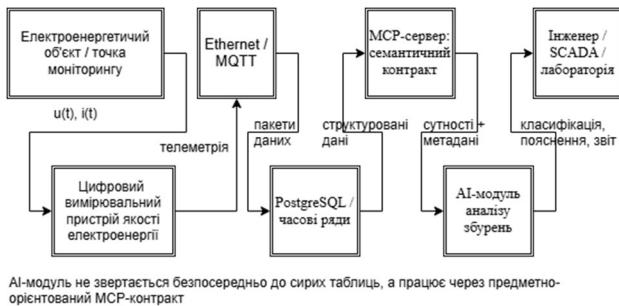 Електроенергетичий
об'єкт / точка
моніторингу
Ethernet /
MQTT
MCP-сервер:
семантичний
контракт
Інженер /
SCADA /
лабораторія
u(t), i(t)
телеметрія
пакети
даних
структуровані
дані
сутності +
метадані
класифікація,
пояснення, звіт
Цифровий
вимірювальний
пристрій якості
електроенергії
PostgreSQL /
часові ряди
AI-модуль
аналізу
збурень
AI-модуль не звертається безпосередньо до сирих таблиць, а працює через предметно-
орієнтований MCP-контракт